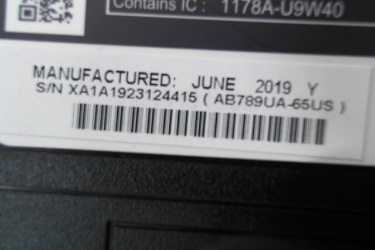 Contains IC : 1178A-U9W40
MANUFACTURED: JUNE 2019 Y
S/N XA1A1923124415 ( AB789UA-65US )